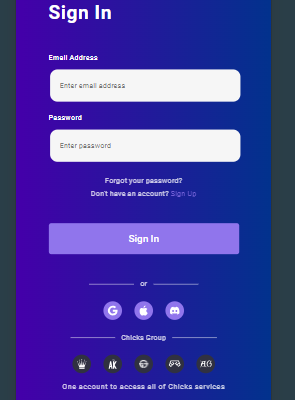 Sign In
Email Address
Enter email address
Password
Enter password
Forgot your password?
Don't have an account? Sign Up
Sign In
or
G
Chicks Group
AK
One account to access all of Chicks services